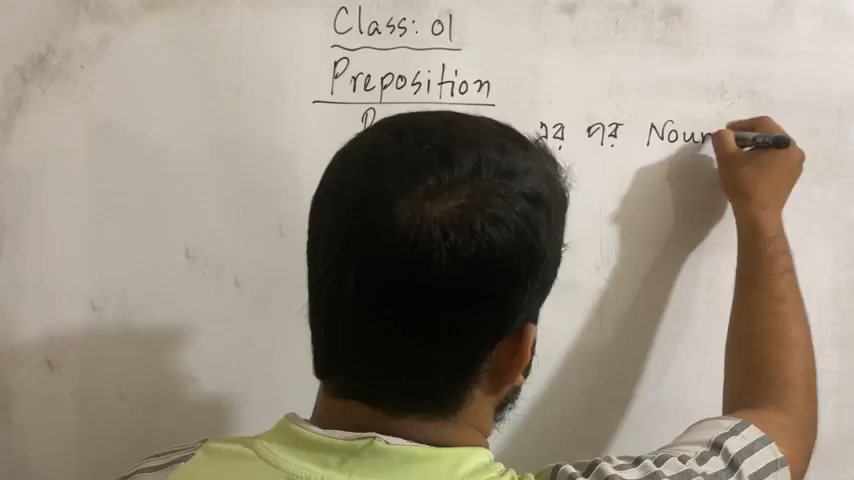 Class: 01
Preposition
এর পর Noun